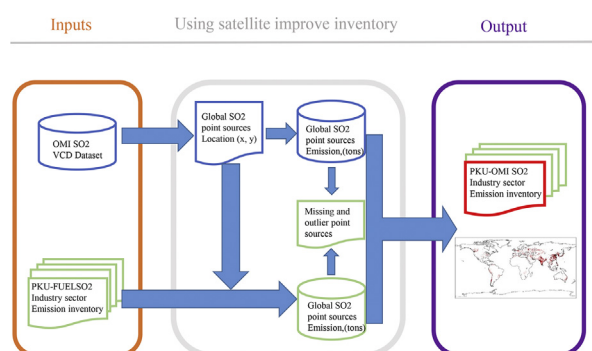 Inputs
Using satellite improve inventory
Output
OMI SO2
VCD Dataset
Global SO2
point sources
Location (x, y)
Global SO2
point sources
Emission,(tons)
PKU-OMI SO2
Industry sector
Emission inventory
Missing and
outlier point
sources
PKU-FUELSO2
Industry sector
Emission inventory
Global SO2
point sources
Emission,(tons)